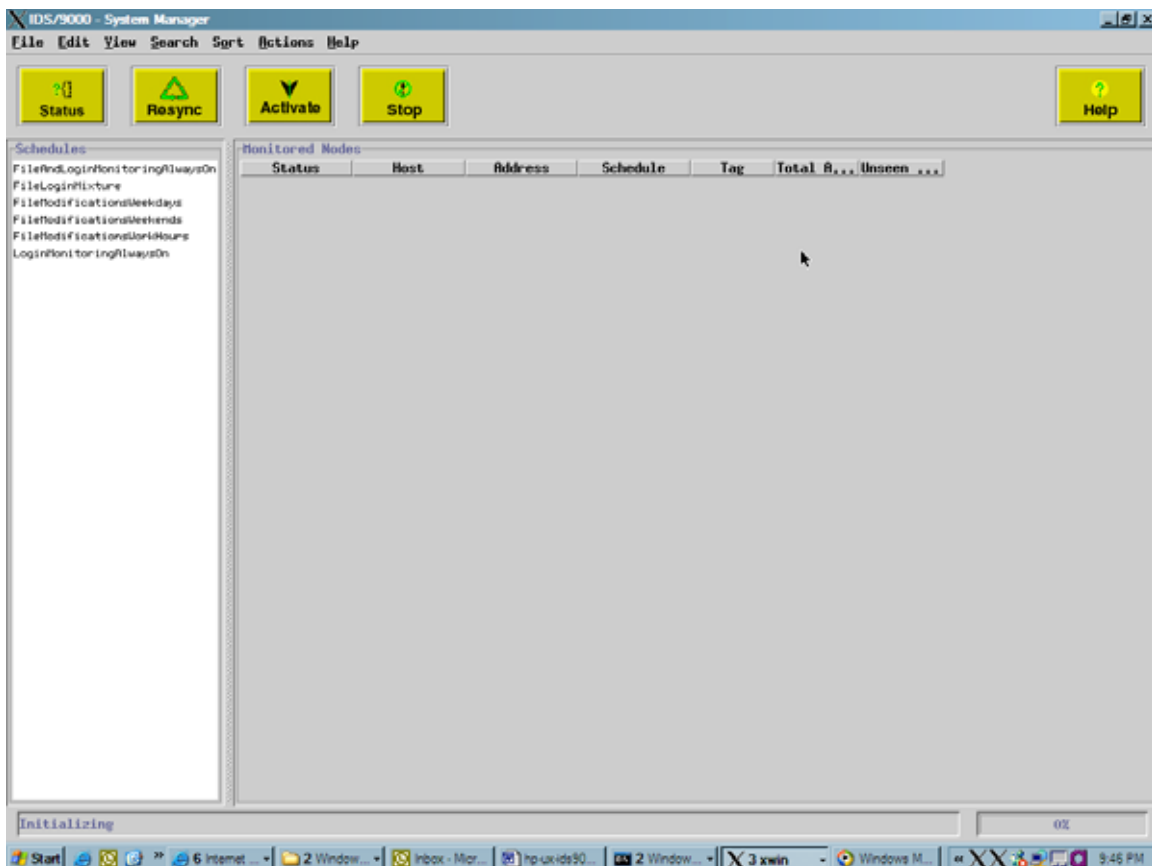 IDS/9000 - System Manager
File Edit View Search Sort Actions Help
Status
Resync
Activate
Stop
Help
Schedules
FileAndLoginMonitoringAlwaysOn
FileLoginMixture
FileModificationsWeekdays
FileModificationsWeekends
FileModificationsWorkHours
LoginMonitoringAlwaysOn
Monitored Nodes
Status Host Address Schedule Tag Total A... Unseen ...
Initializing
0%
Start 6 Internet ... 2 Window... Inbox - Micr... hp-ux-ids90... 2 Window... 3 xwin Windows M... 9:46 PM